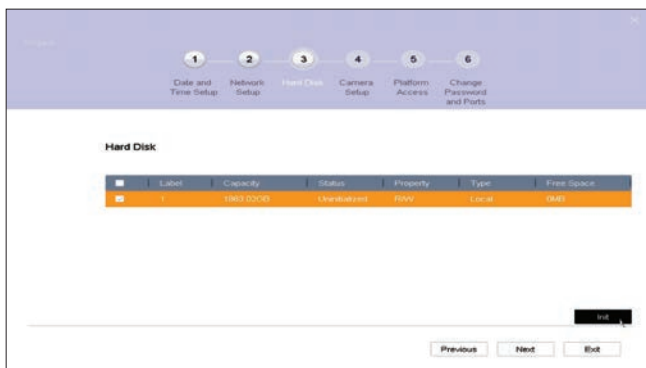 1 2 3 4 5 6
Date and Time Setup
Network Setup
Hard Disk
Camera Setup
Platform Access
Change Password and Ports
Hard Disk
Label Capacity Status Property Type Free Space
1 Uninitialized R/W Local 0MB
Init
Previous Next Exit